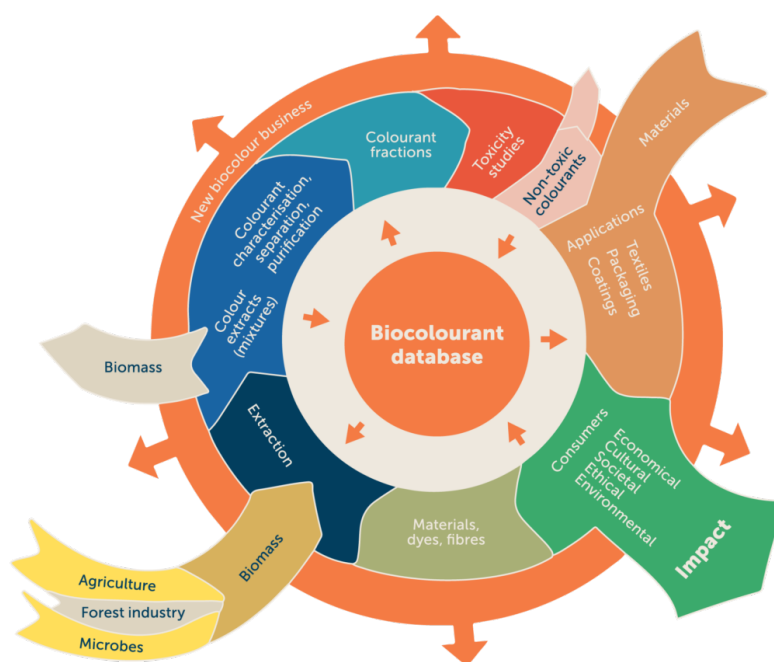 New biocolour business
Colourant
fractions
Toxicity
studies
Non-toxic
colourants
Materials
Applications
Textiles
Packaging
Coatings
Colourant
characterisation,
separation,
purification
Colour
extracts
(mixtures)
Biocolourant
database
Biomass
Extraction
Consumers
Economical
Cultural
Societal
Ethical
Environmental
Impact
Materials,
dyes, fibres
Biomass
Agriculture
Forest industry
Microbes